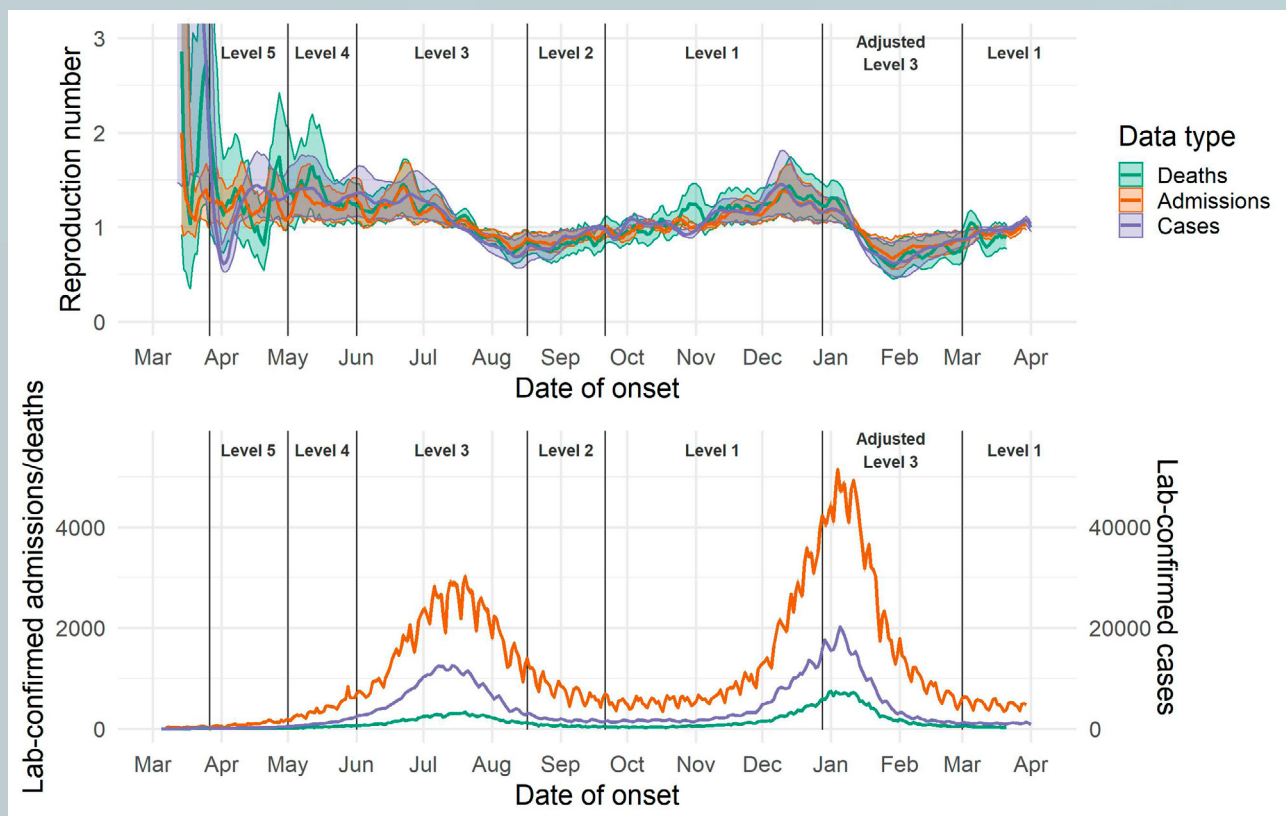 Level 5 Level 4 Level 3 Level 2 Level 1 Adjusted Level 3 Level 1
Reproduction number
3
2
1
0
Mar Apr May Jun Jul Aug Sep Oct Nov Dec Jan Feb Mar Apr
Date of onset
Data type
Deaths
Admissions
Cases
Level 5 Level 4 Level 3 Level 2 Level 1 Adjusted Level 3 Level 1
Lab-confirmed admissions/deaths
4000
2000
0
40000
20000
0
Lab-confirmed cases
Mar Apr May Jun Jul Aug Sep Oct Nov Dec Jan Feb Mar Apr
Date of onset